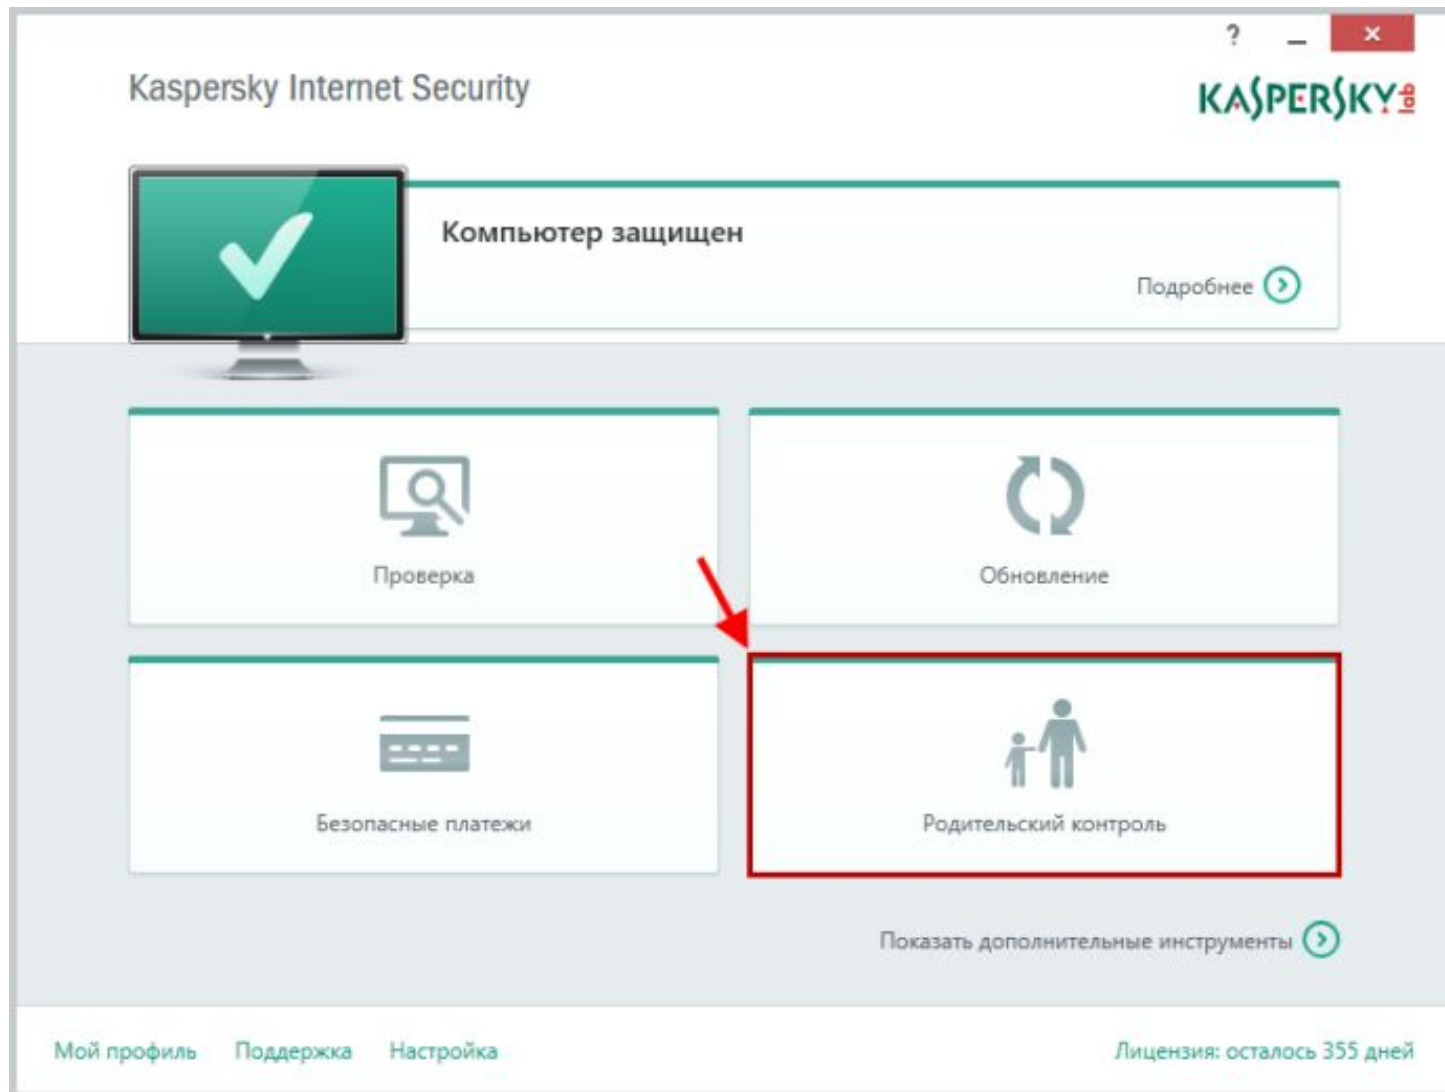 ?
Kaspersky Internet Security
KASPERSKY lab
Компьютер защищен
Подробнее
Проверка
Обновление
Безопасные платежи
Родительский контроль
Показать дополнительные инструменты
Мой профиль Поддержка Настройка
Лицензия: осталось 355 дней